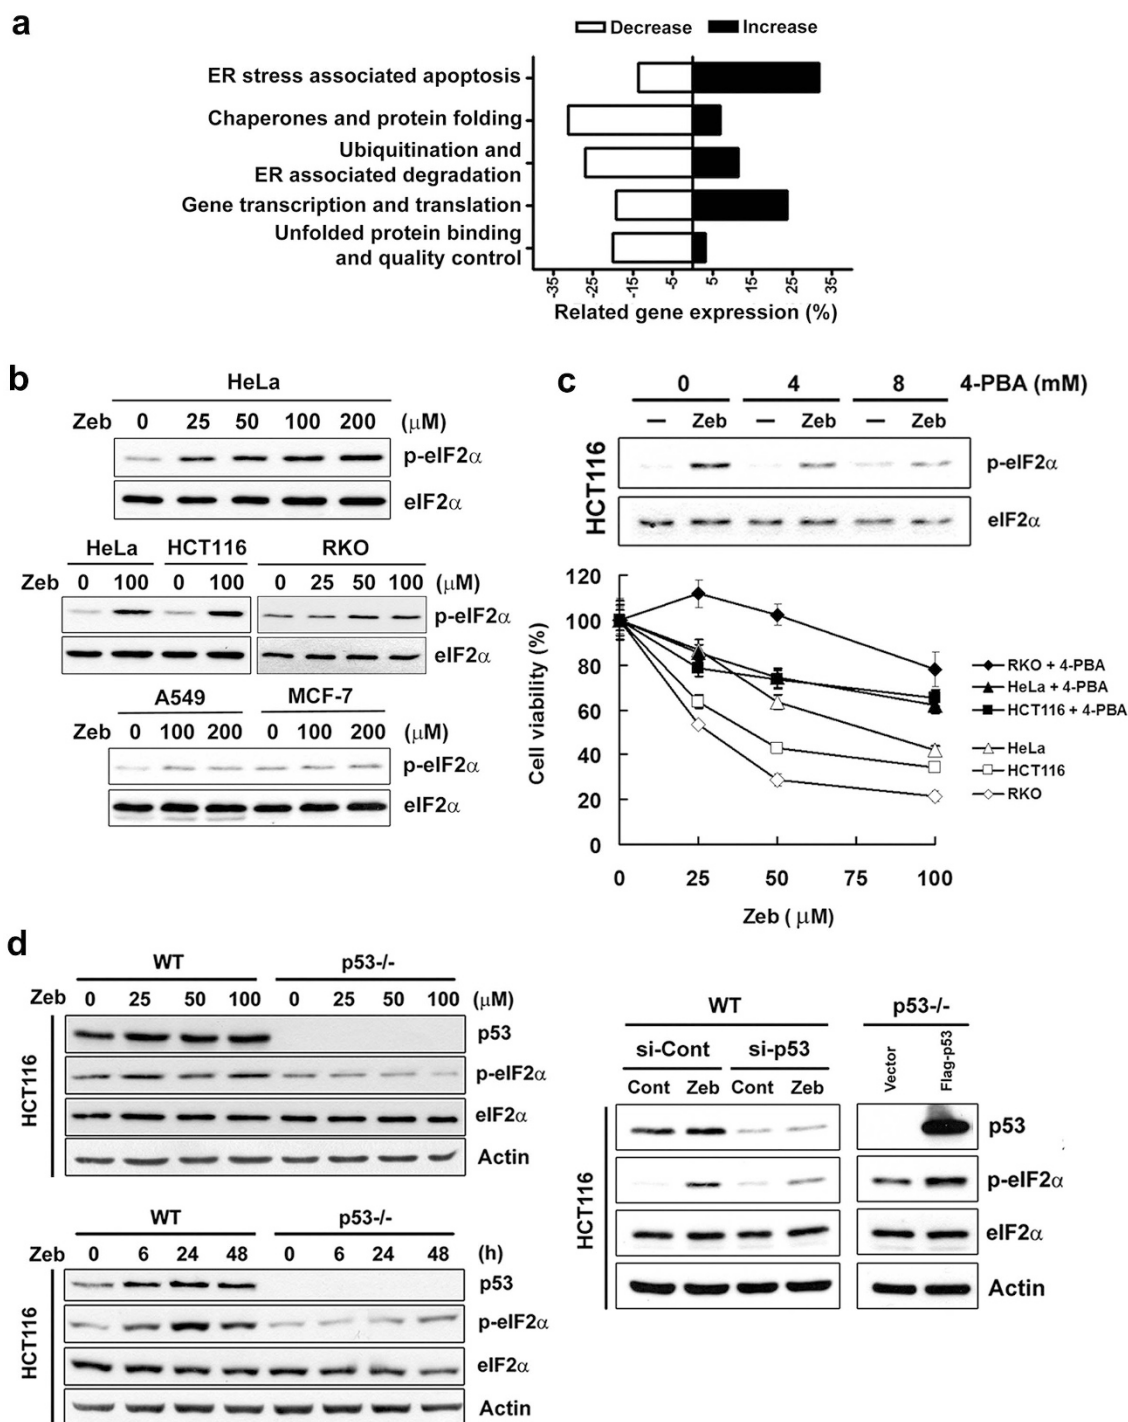 a
Decrease Increase
ER stress associated apoptosis
Chaperones and protein folding
Ubiquitination and
ER associated degradation
Gene transcription and translation
Unfolded protein binding
and quality control
-35 -25 -15 -5 5 15 25 35
Related gene expression (%)
b
HeLa
Zeb 0 25 50 100 200 (μM)
p-eIF2α
eIF2α
HeLa HCT116 RKO
Zeb 0 100 0 100 0 25 50 100 (μM)
p-eIF2α
eIF2α
A549 MCF-7
Zeb 0 100 200 0 100 200 (μM)
p-eIF2α
eIF2α
c
0 4 8 4-PBA (mM)
— Zeb — Zeb — Zeb
HCT116
p-eIF2α
eIF2α
120
100
80
60
40
20
0
Cell viability (%)
0 25 50 75 100
Zeb ( μM)
RKO + 4-PBA
HeLa + 4-PBA
HCT116 + 4-PBA
HeLa
HCT116
RKO
d
WT p53-/-
Zeb 0 25 50 100 0 25 50 100 (μM)
HCT116
p53
p-eIF2α
eIF2α
Actin
WT p53-/-
Zeb 0 6 24 48 0 6 24 48 (h)
HCT116
p53
p-eIF2α
eIF2α
Actin
WT p53-/-
si-Cont si-p53
Cont Zeb Cont Zeb
Vector
Flag-p53
HCT116
p53
p-eIF2α
eIF2α
Actin